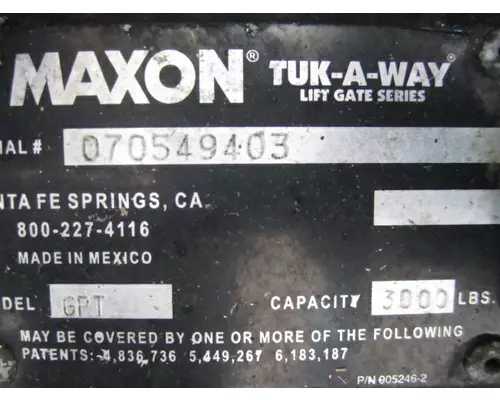 MAXON® TUK-A-WAY®
LIFT GATE SERIES
IAL # 070549403
NTA FE SPRINGS, CA
800-227-4116
MADE IN MEXICO
ODEL GPT CAPACITY 3000 LBS.
MAY BE COVERED BY ONE OR MORE OF THE FOLLOWING
PATENTS: 4,836,736 5,449,267 6,183,187
P/N 905246-2